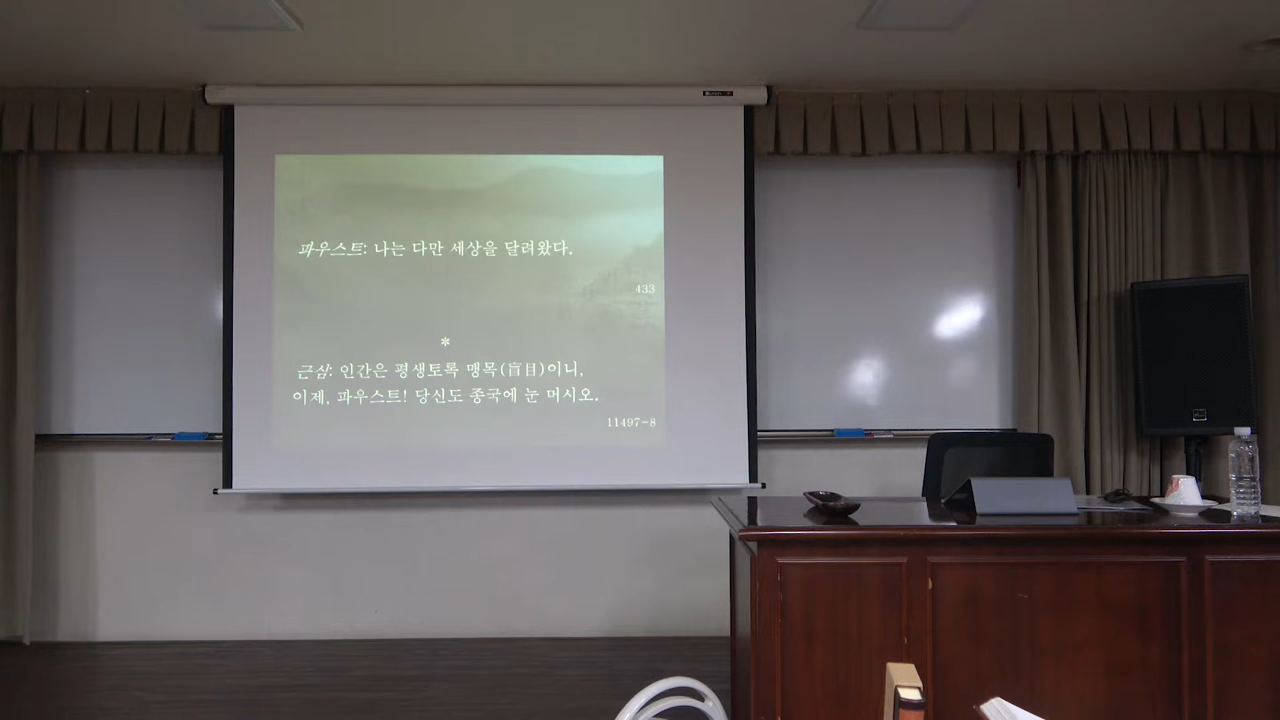 파우스트: 나는 다만 세상을 달려왔다.
433
*
근심: 인간은 평생토록 맹목(盲目)이니,
이제, 파우스트! 당신도 종국에 눈 머시오.
11497-8